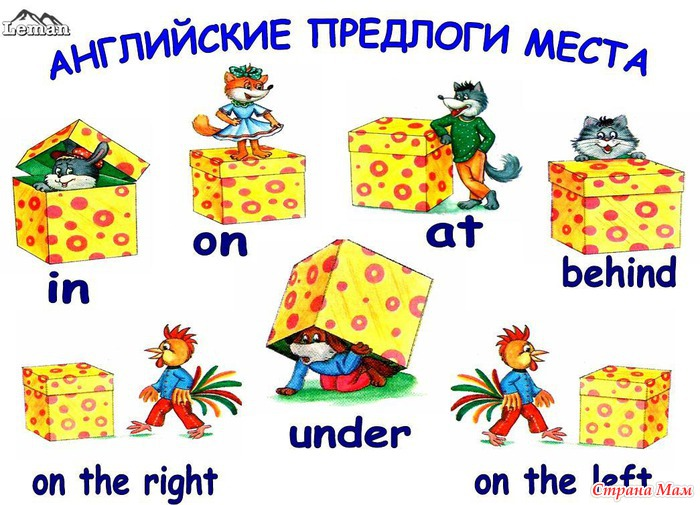 Leman
АНГЛИЙСКИЕ ПРЕДЛОГИ МЕСТА
in
on
at
behind
under
on the right
on the left
Страна Мам